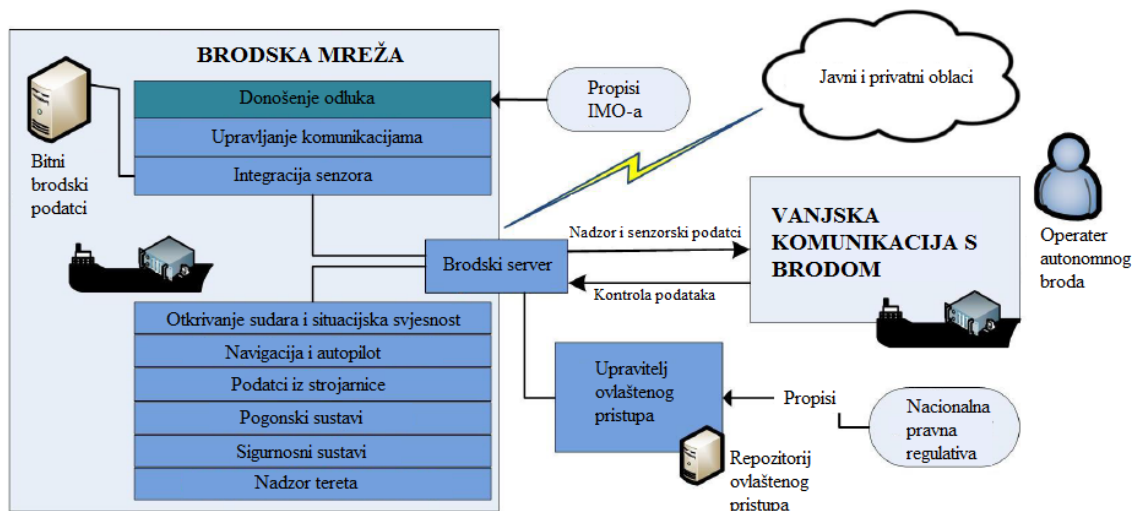 BRODSKA MREŽA
Donošenje odluka
Upravljanje komunikacijama
Integracija senzora
Bitni
brodski
podatci
Propisi
IMO-a
Javni i privatni oblaci
Brodski server
Nadzor i senzorski podatci
Kontrola podataka
VANJSKA
KOMUNIKACIJA S
BRODOM
Operater
autonomnog
broda
Otkrivanje sudara i situacijska svjesnost
Navigacija i autopilot
Podatci iz strojarnice
Pogonski sustavi
Sigurnosni sustavi
Nadzor tereta
Upravitelj
ovlaštenog
pristupa
Propisi
Nacionalna
pravna
regulativa
Repozitorij
ovlaštenog
pristupa